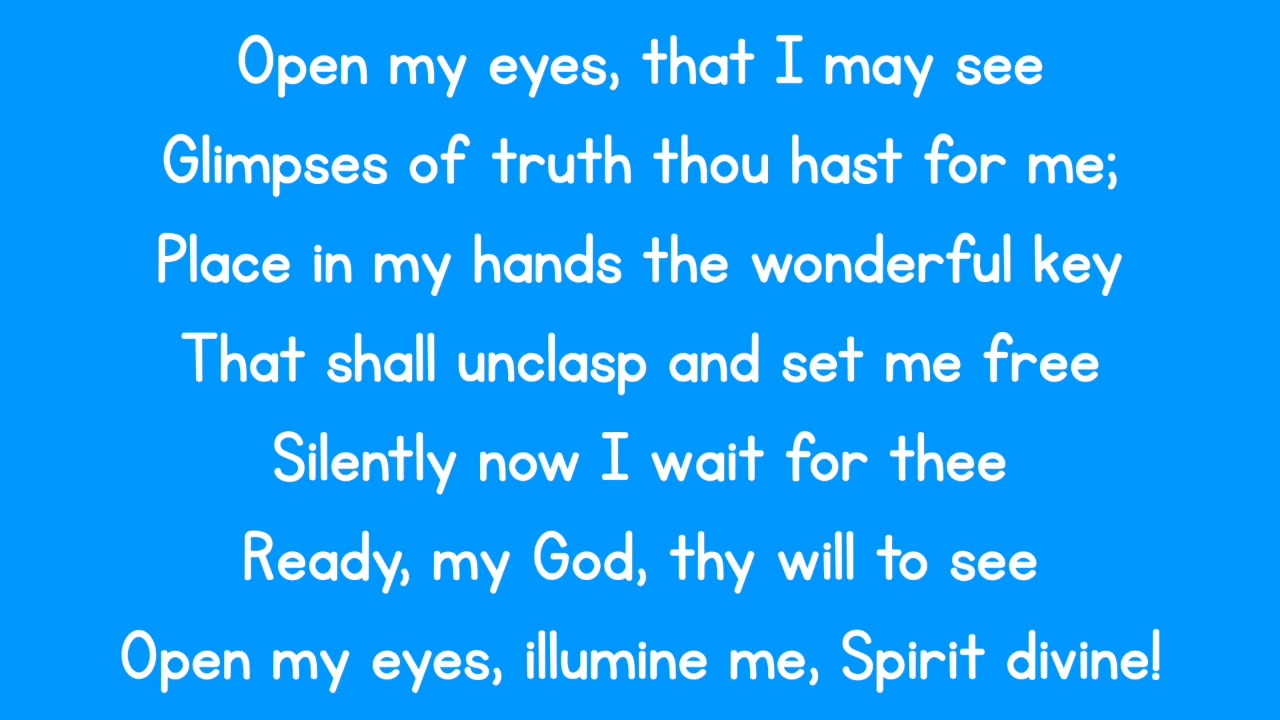 Open my eyes, that I may see
Glimpses of truth thou hast for me;
Place in my hands the wonderful key
That shall unclasp and set me free
Silently now I wait for thee
Ready, my God, thy will to see
Open my eyes, illumine me, Spirit divine!